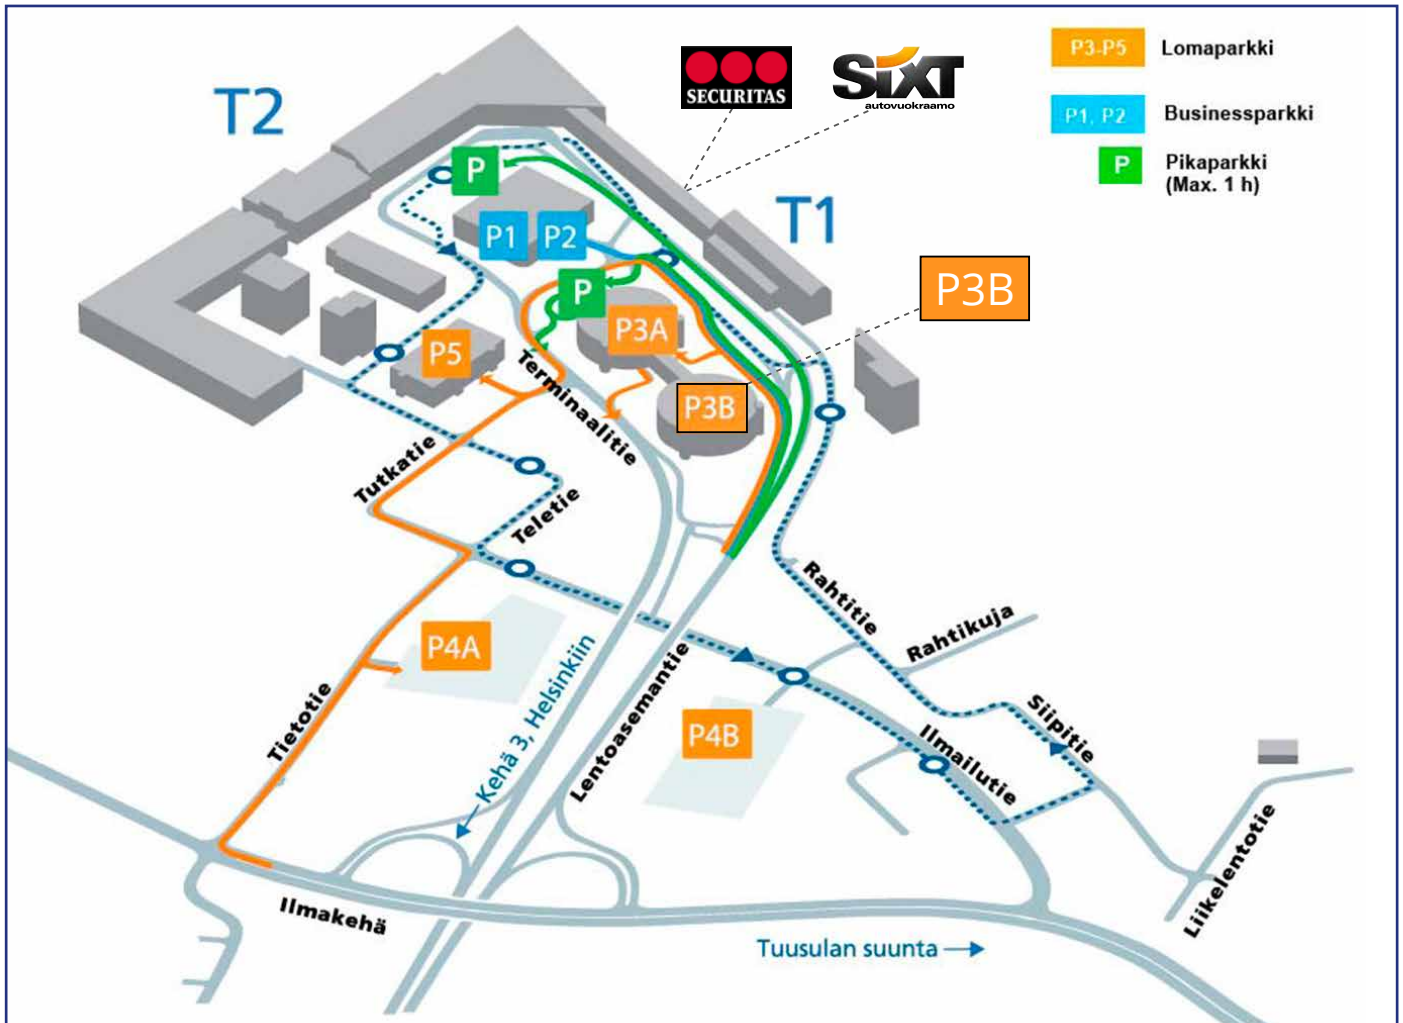 T2
SECURITAS
SIXT
autovuokraamo
P3-P5 Lomaparkki
P1, P2 Businessparkki
P Pikaparkki
(Max. 1 h)
P
P1 P2
T1
P
P3B
P3A
P5
P3B
Terminaalitie
Tutkatie
Teletie
Rahtitie
Rahtikuja
P4A
Kehä 3, Helsinkiin
Lentoasemantie
Tietotie
P4B
Siipitie
Ilmailutie
Liikelentotie
Ilmakehä
Tuusulan suunta